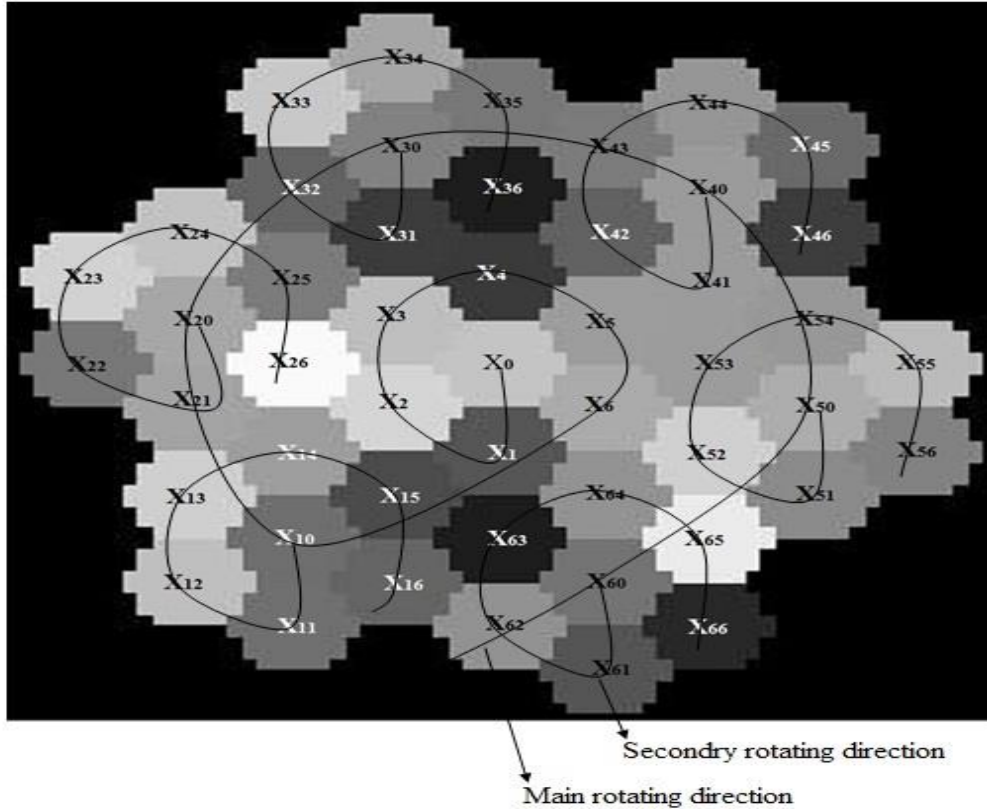 X34
X33 X35
X44
X30 X43 X45
X32 X36 X40
X24 X31 X42 X46
X23 X25 X4 X41
X20 X3 X5 X54
X22 X26 X0 X53 X55
X21 X2 X6 X50
X14 X1 X52 X56
X13 X15 X64 X51
X10 X63 X65
X12 X16 X60
X11 X62 X66
X61
Secondry rotating direction
Main rotating direction